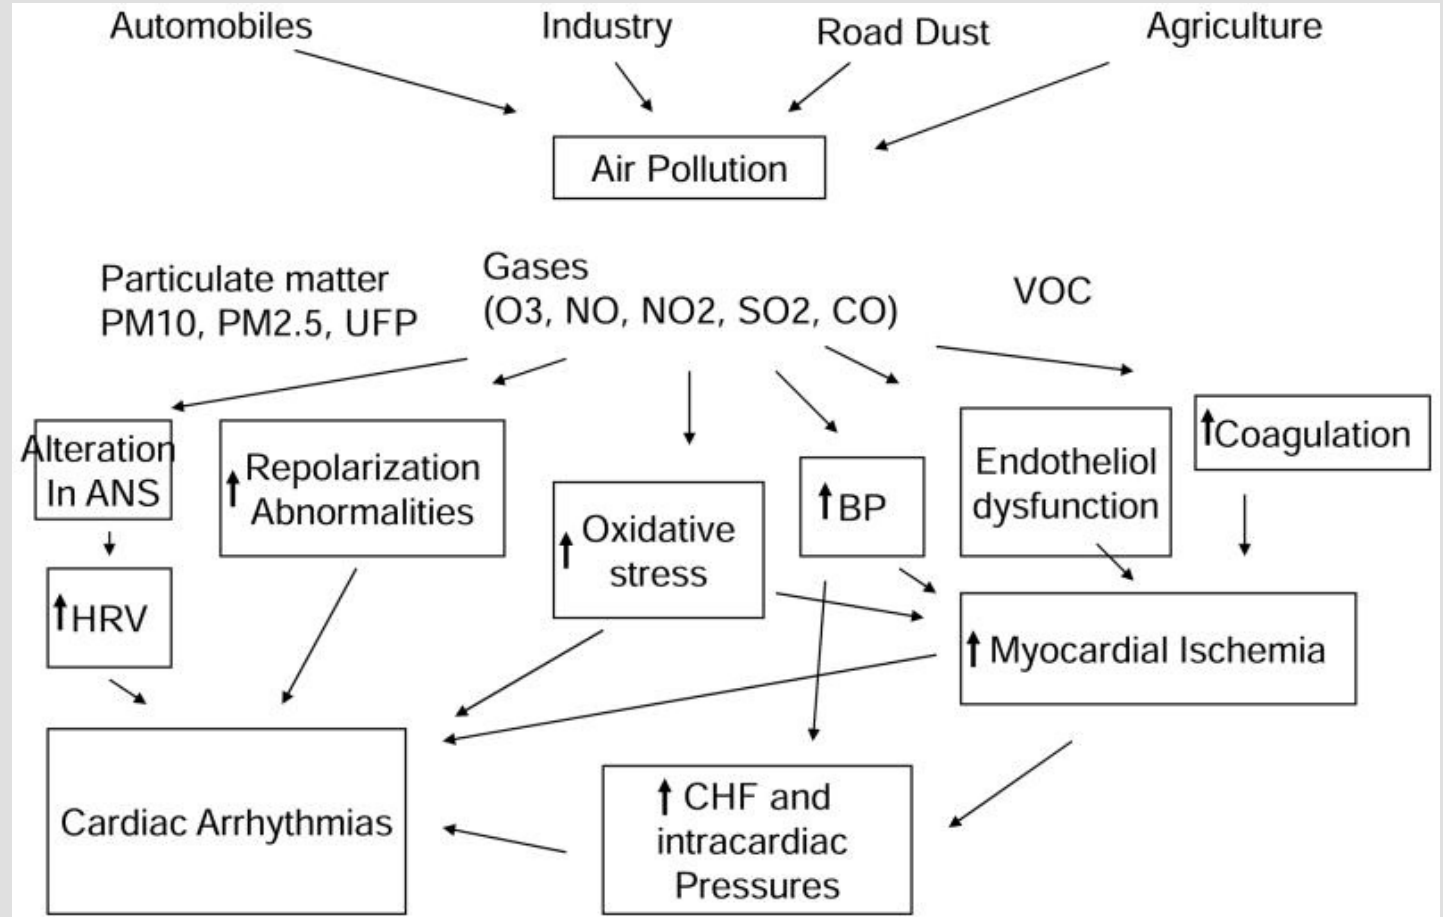 Automobiles
Industry
Road Dust
Agriculture
Air Pollution
Particulate matter
PM10, PM2.5, UFP
Gases
(O3, NO, NO2, SO2, CO)
VOC
Alteration
In ANS
Repolarization
Abnormalities
Oxidative
stress
BP
Endotheliol
dysfunction
Coagulation
HRV
Myocardial Ischemia
Cardiac Arrhythmias
CHF and
intracardiac
Pressures